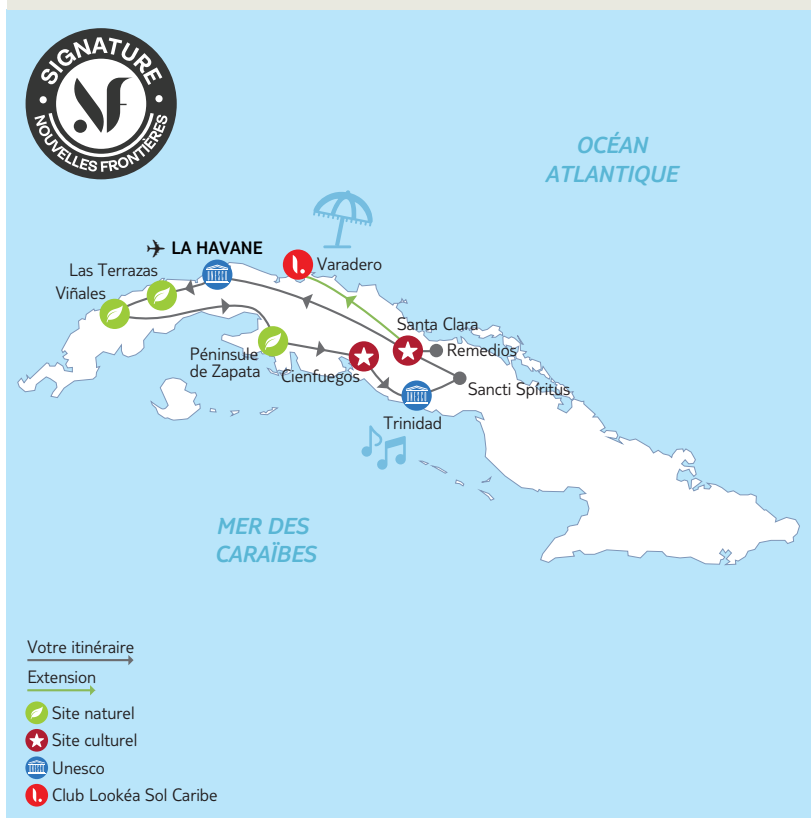 SIGNATURE
NF
NOUVELLES FRONTIÈRES
OCÉAN
ATLANTIQUE
LA HAVANE
Las Terrazas
Varadero
Viñales
Santa Clara
Remedios
Péninsule
de Zapata
Cienfuegos
Sancti Spíritus
Trinidad
MER DES
CARAÏBES
Votre itinéraire
Extension
Site naturel
Site culturel
Unesco
Club Lookéa Sol Caribe